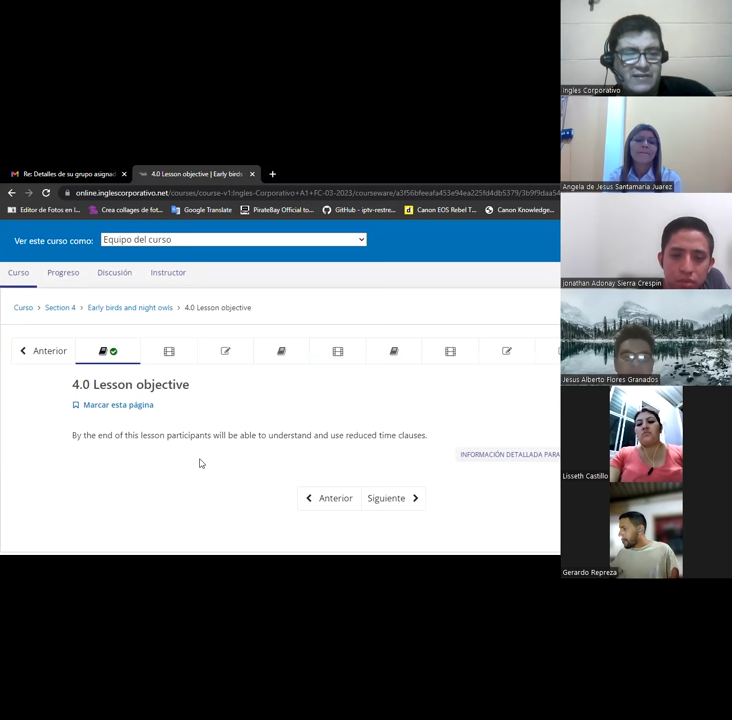 Re: Detalles de su grupo asignad
4.0 Lesson objective | Early birds
online.inglescorporativo.net/courses/course-v1:Ingles-Corporativo+A1+FC-03-2023/courseware/a3f56bfeeafa453e94ea225fd4db5379/3b9f9daa54
Editor de Fotos en l...
Crea collages de fot...
Google Translate
PirateBay Official to...
GitHub - iptv-restre...
Canon EOS Rebel T...
Canon Knowledge...
Ver este curso como:
Equipo del curso
Curso Progreso Discusión Instructor
Curso > Section 4 > Early birds and night owls > 4.0 Lesson objective
Anterior
4.0 Lesson objective
Marcar esta página
By the end of this lesson participants will be able to understand and use reduced time clauses.
INFORMACIÓN DETALLADA PARA
Anterior Siguiente
Ingles Corporativo
Angela de Jesus Santamaria Juarez
jonathan Adonay Sierra Crespin
Jesus Alberto Flores Granados
Lisseth Castillo
Gerardo Repreza